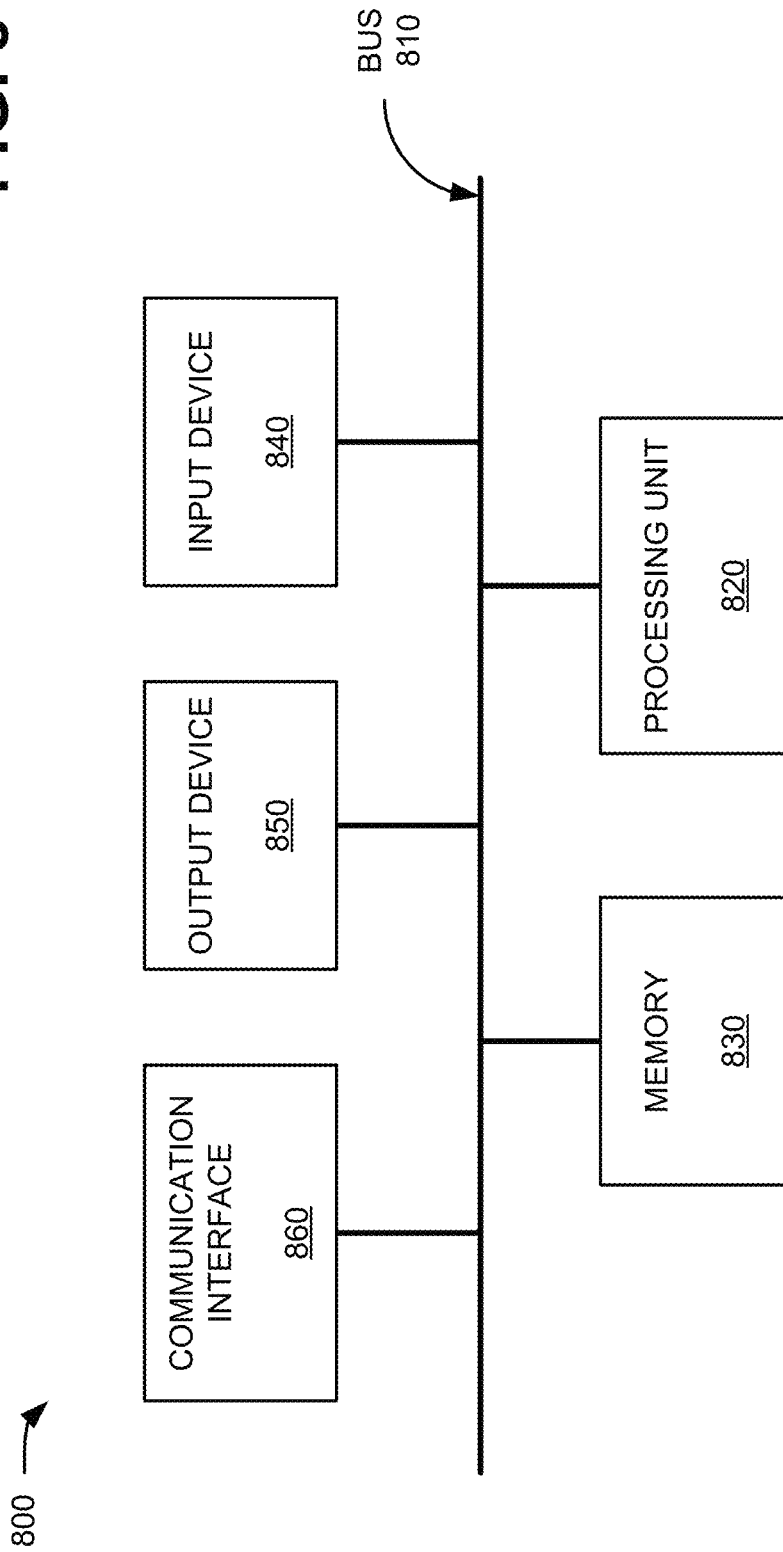 800
COMMUNICATION
INTERFACE
860
OUTPUT DEVICE
850
INPUT DEVICE
840
BUS
810
MEMORY
830
PROCESSING UNIT
820